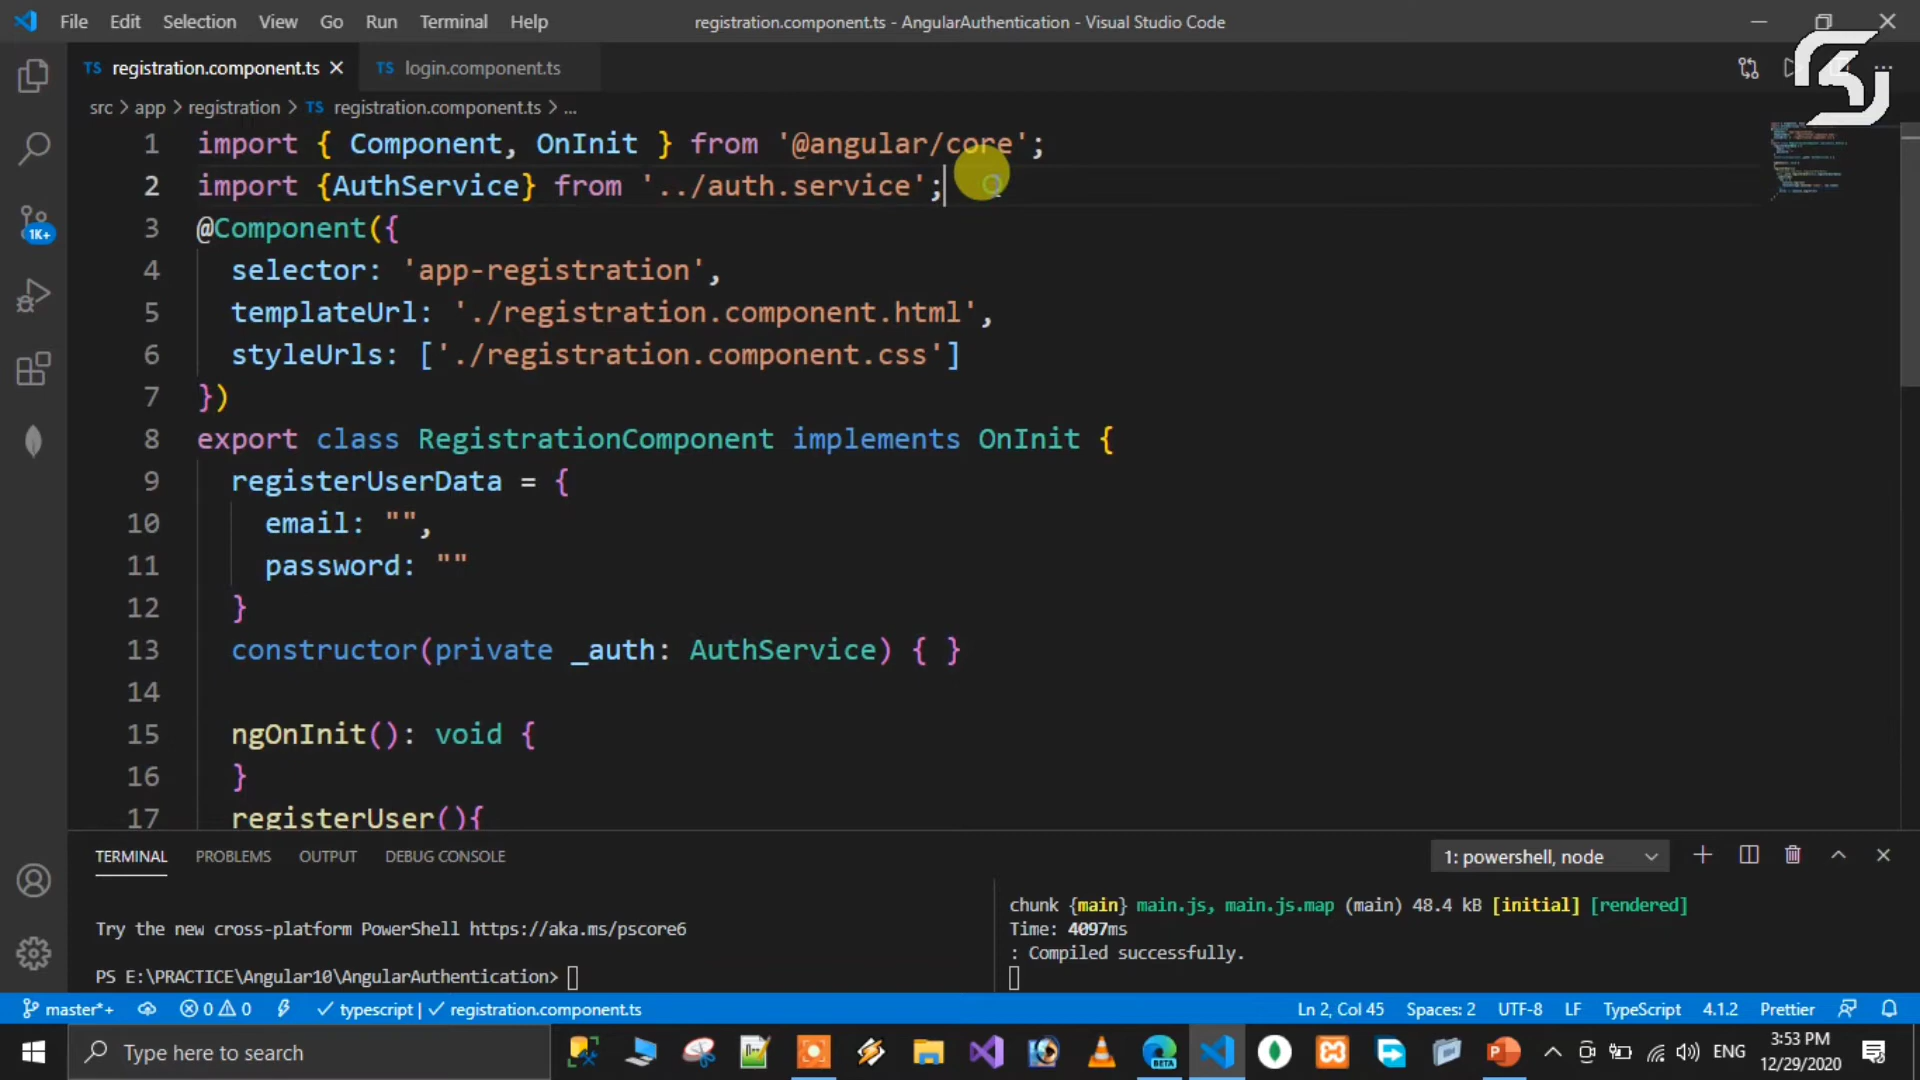 File Edit Selection View Go Run Terminal Help registration.component.ts - AngularAuthentication - Visual Studio Code
TS registration.component.ts TS login.component.ts
src > app > registration > TS registration.component.ts > ...
1 import { Component, OnInit } from '@angular/core';
2 import {AuthService} from '../auth.service';
3 @Component({
4 selector: 'app-registration',
5 templateUrl: './registration.component.html',
6 styleUrls: ['./registration.component.css']
7 })
8 export class RegistrationComponent implements OnInit {
9 registerUserData = {
10 email: "",
11 password: ""
12 }
13 constructor(private _auth: AuthService) { }
14
15 ngOnInit(): void {
16 }
17 registerUser(){
1K+
TERMINAL PROBLEMS OUTPUT DEBUG CONSOLE 1: powershell, node
Try the new cross-platform PowerShell https://aka.ms/pscore6
PS E:\PRACTICE\Angular10\AngularAuthentication>
chunk {main} main.js, main.js.map (main) 48.4 kB [initial] [rendered]
Time: 4097ms
: Compiled successfully.
master*+ 0 0 typescript | registration.component.ts Ln 2, Col 45 Spaces: 2 UTF-8 LF TypeScript 4.1.2 Prettier
Type here to search BETA ENG 3:53 PM
12/29/2020